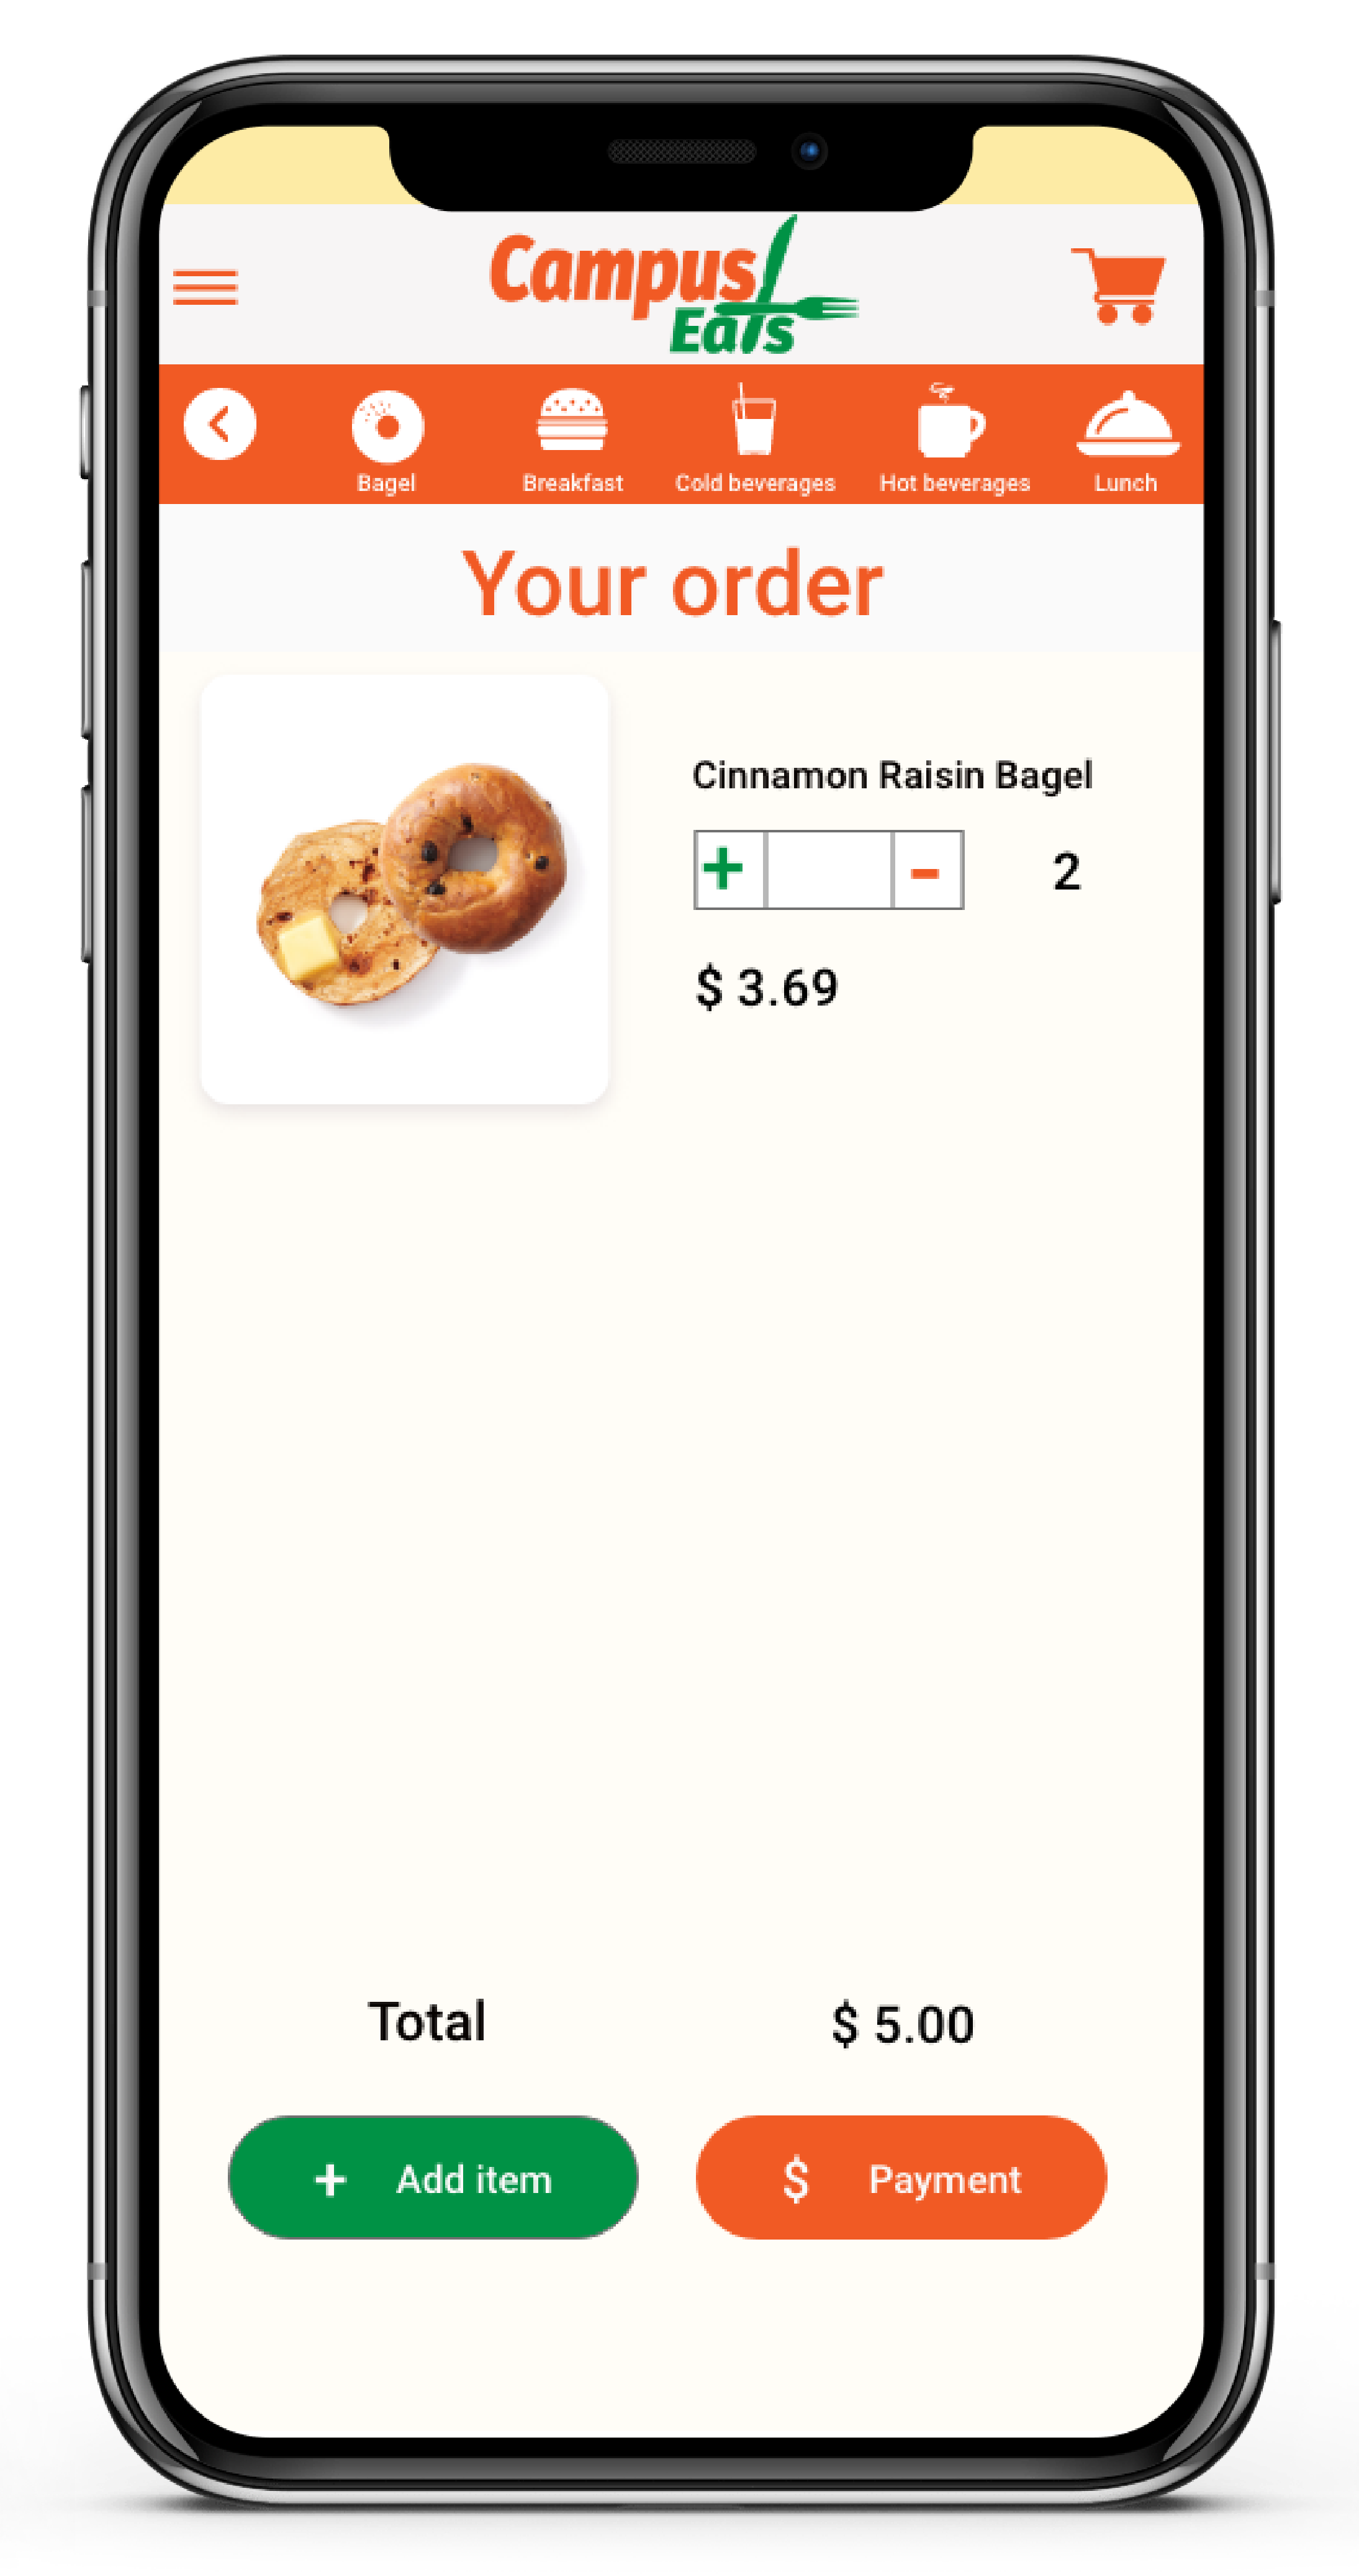 Campus
Eats
Bagel
Breakfast
Cold beverages
Hot beverages
Lunch
Your order
Cinnamon Raisin Bagel
+ - 2
$ 3.69
Total $ 5.00
+ Add item
$ Payment